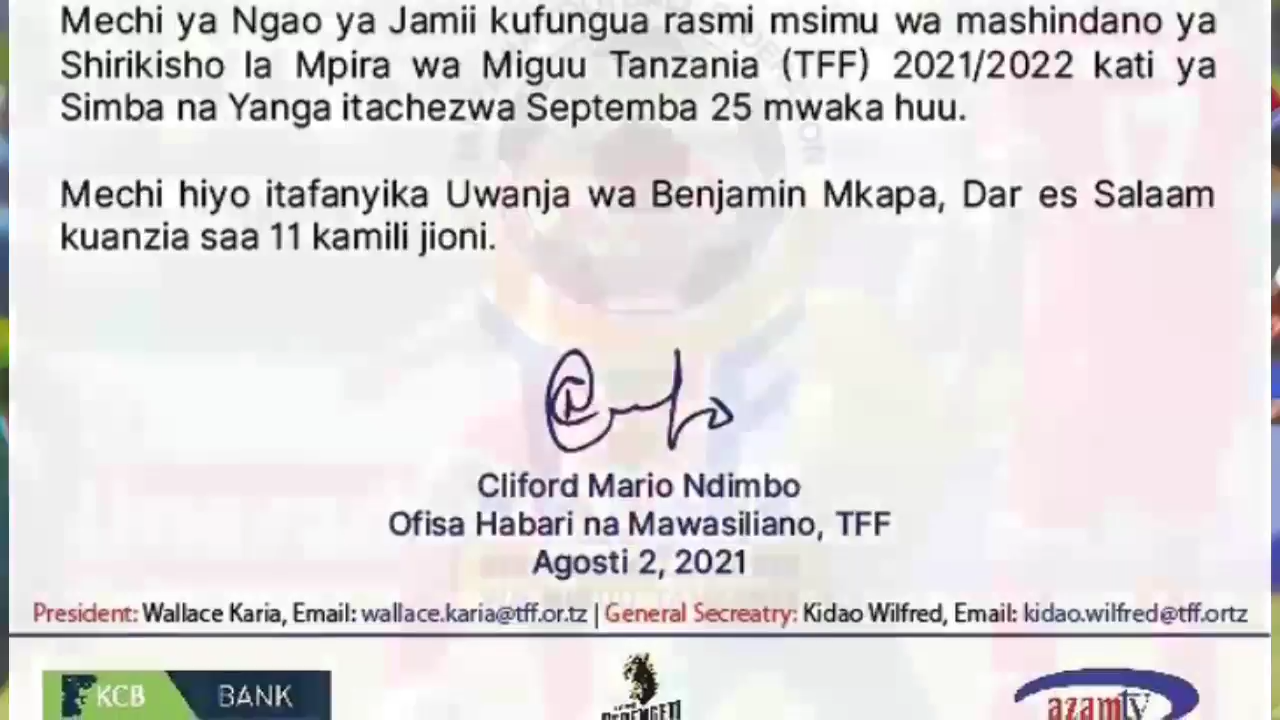 Mechi ya Ngao ya Jamii kufungua rasmi msimu wa mashindano ya
Shirikisho la Mpira wa Miguu Tanzania (TFF) 2021/2022 kati ya
Simba na Yanga itachezwa Septemba 25 mwaka huu.
Mechi hiyo itafanyika Uwanja wa Benjamin Mkapa, Dar es Salaam
kuanzia saa 11 kamili jioni.
Cliford Mario Ndimbo
Ofisa Habari na Mawasiliano, TFF
Agosti 2, 2021
President: Wallace Karia, Email: wallace.karia@tff.or.tz | General Secreatry: Kidao Wilfred, Email: kidao.wilfred@tff.ortz
KCB BANK
azamtv